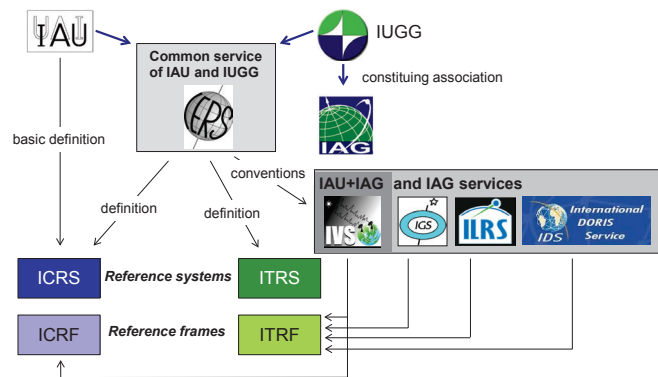 IAU
IUGG
Common service
of IAU and IUGG
IERS
constituing association
IAG
basic definition
conventions
IAU+IAG and IAG services
definition
definition
IVS
IGS
ILRS
International
DORIS
IDS Service
ICRS
Reference systems
ITRS
ICRF
Reference frames
ITRF